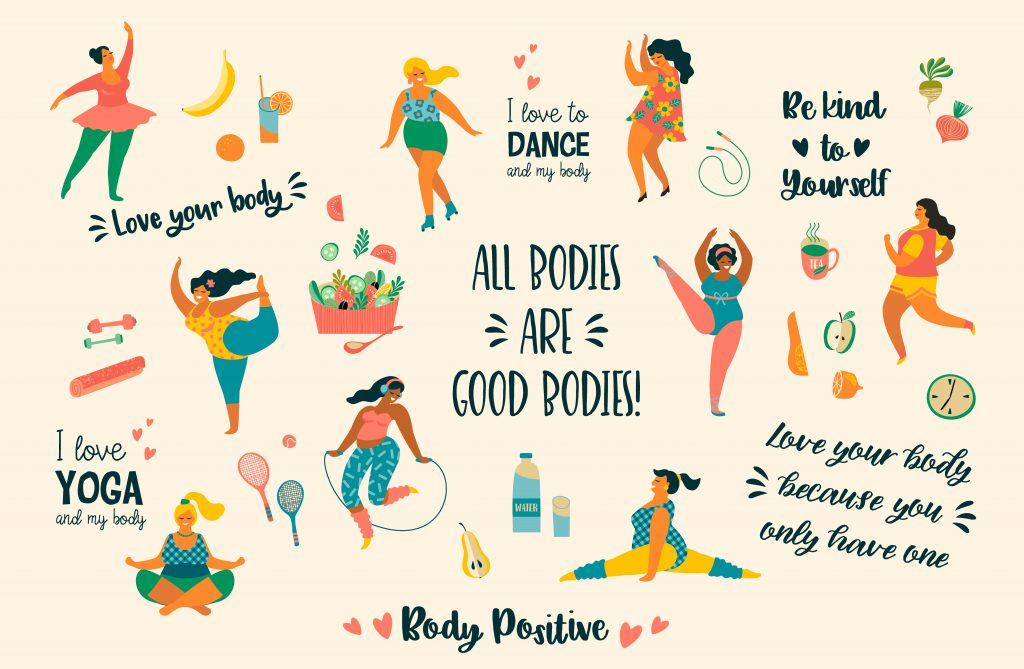 I love to
DANCE
and my body
Be kind
to
Yourself
Love your body
ALL BODIES
ARE
GOOD BODIES!
TEA
I love
YOGA
and my body
WATER
Love your body
because you
only have one
Body Positive